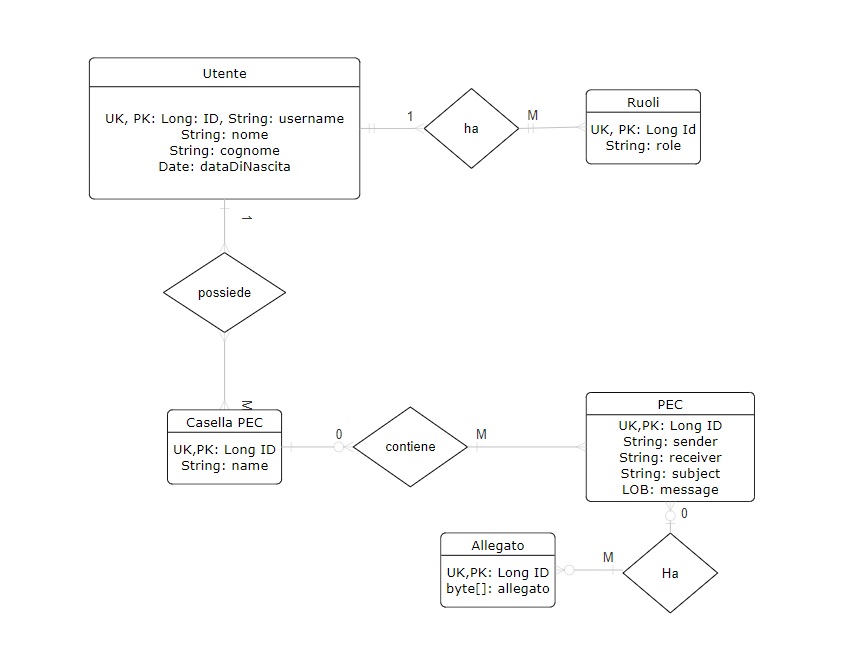 Utente
UK, PK: Long: ID, String: username
String: nome
String: cognome
Date: dataDiNascita
1
ha
M
Ruoli
UK, PK: Long Id
String: role
1
possiede
M
Casella PEC
UK,PK: Long ID
String: name
0
contiene
M
PEC
UK,PK: Long ID
String: sender
String: receiver
String: subject
LOB: message
0
Allegato
UK,PK: Long ID
byte[]: allegato
M
Ha